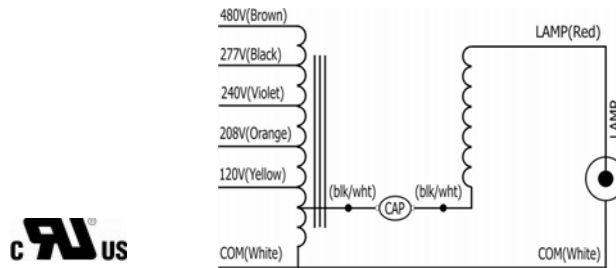 480V(Brown)
277V(Black)
240V(Violet)
208V(Orange)
120V(Yellow)
COM(White)
(blk/wht)
CAP
(blk/wht)
LAMP(Red)
LAMP
COM(White)
C RU US
®